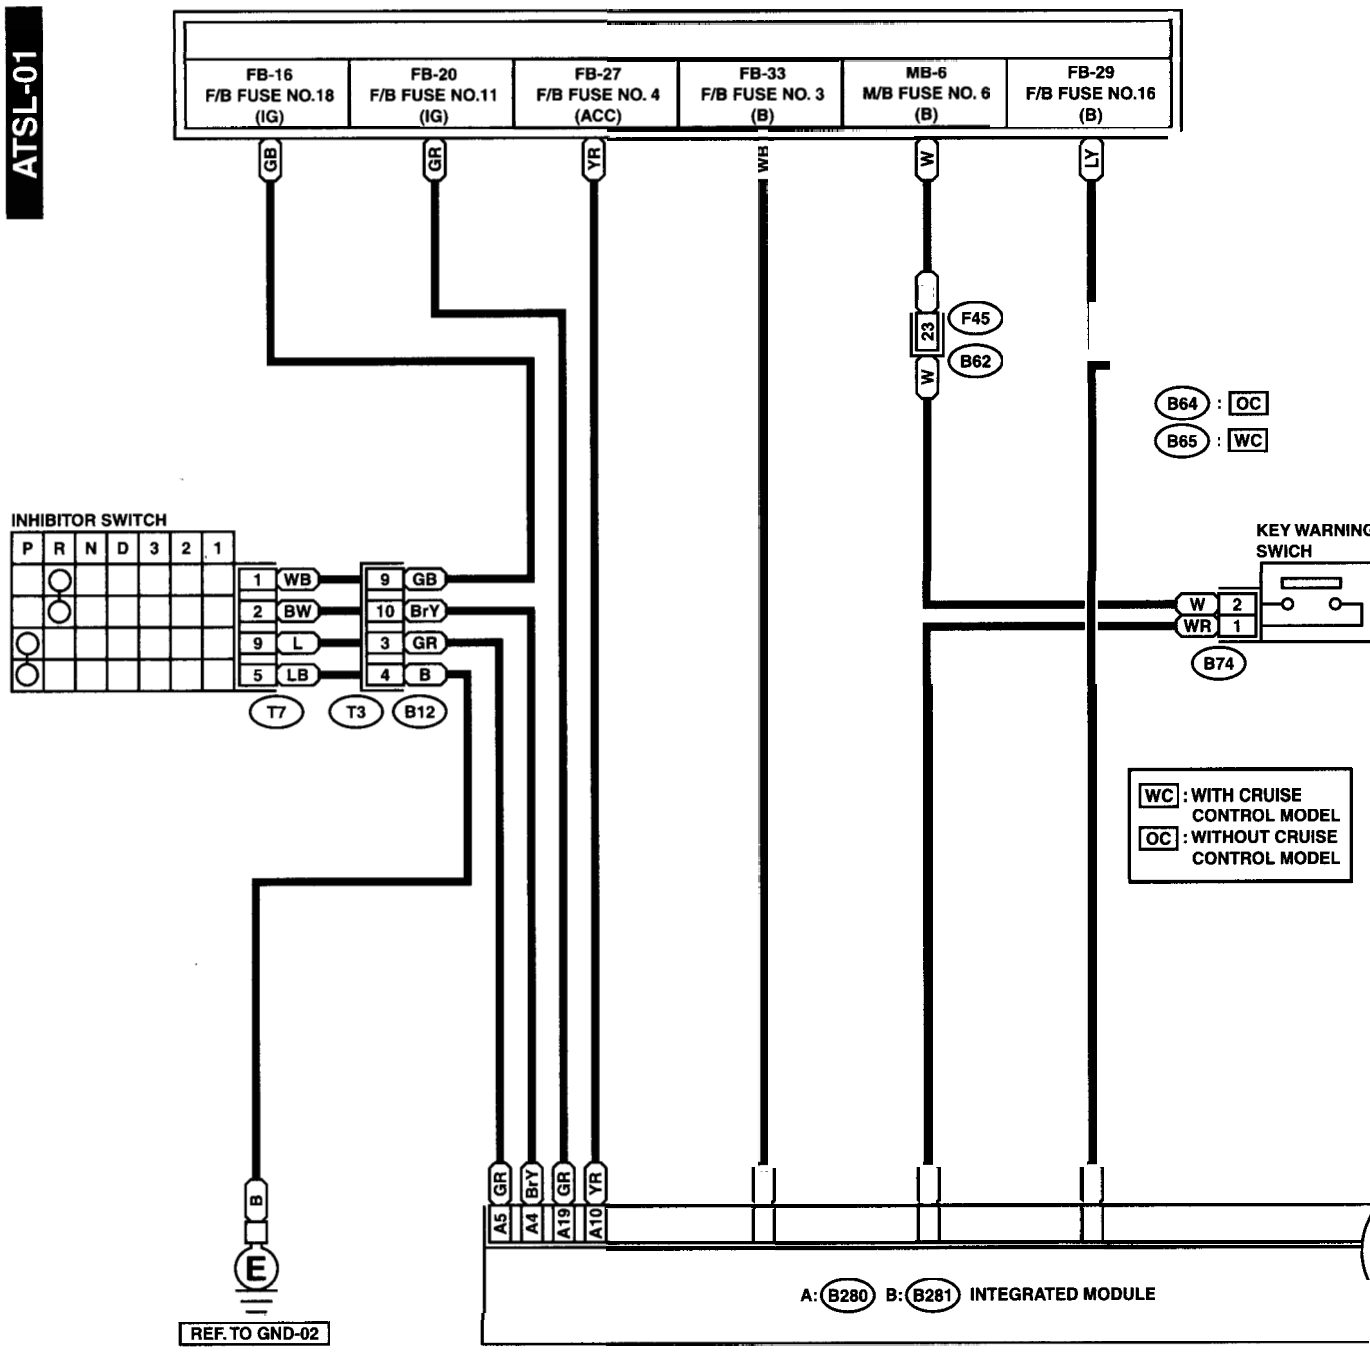 ATSL-01
FB-16
F/B FUSE NO.18
(IG)
FB-20
F/B FUSE NO.11
(IG)
FB-27
F/B FUSE NO. 4
(ACC)
FB-33
F/B FUSE NO. 3
(B)
MB-6
M/B FUSE NO. 6
(B)
FB-29
F/B FUSE NO.16
(B)
GB
GR
YR
WB
W
LY
23
F45
B62
W
B64 : OC
B65 : WC
INHIBITOR SWITCH
P R N D 3 2 1
1 WB 9 GB
2 BW 10 BrY
9 L 3 GR
5 LB 4 B
T7 T3 B12
KEY WARNING
SWICH
W 2
WR 1
B74
WC : WITH CRUISE
CONTROL MODEL
OC : WITHOUT CRUISE
CONTROL MODEL
B
E
REF. TO GND-02
GR BrY GR YR
A5 A4 A19 A10
A: B280 B: B281 INTEGRATED MODULE